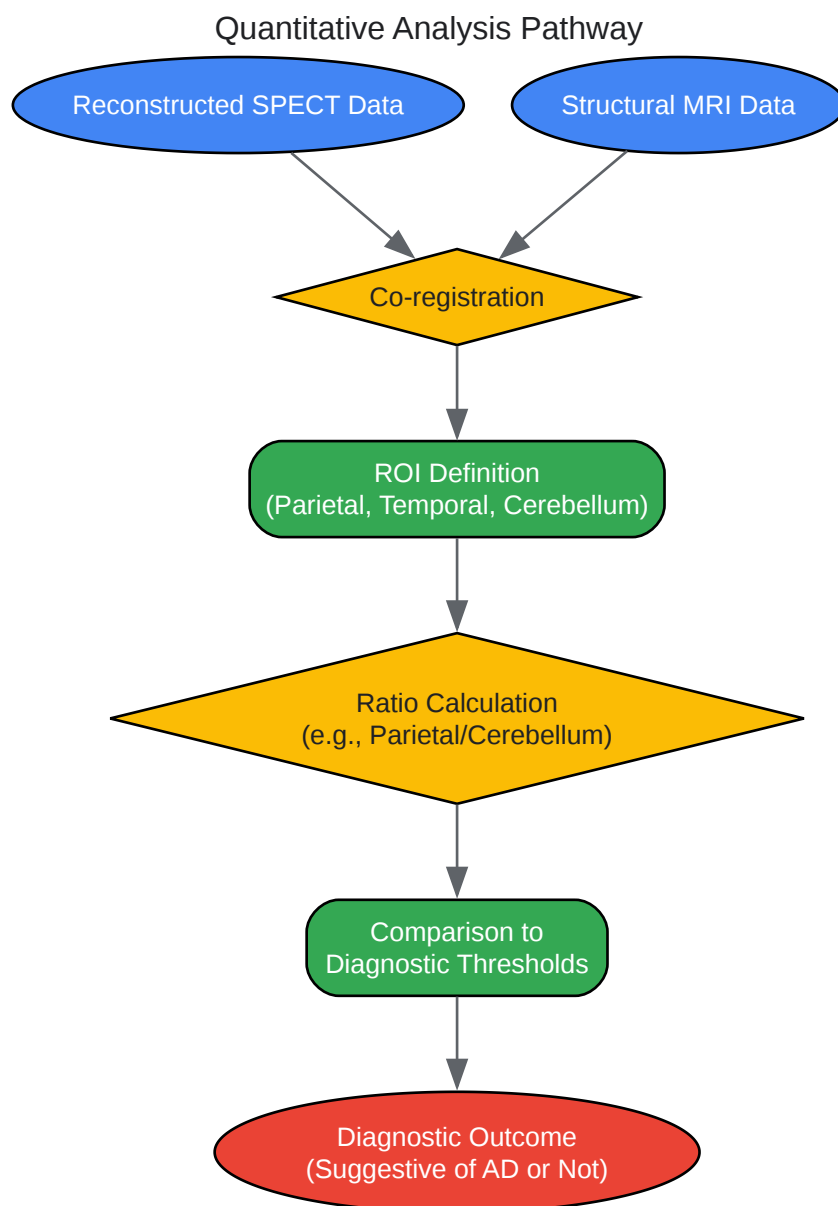 Quantitative Analysis Pathway
Reconstructed SPECT Data
Structural MRI Data
Co-registration
ROI Definition
(Parietal, Temporal, Cerebellum)
Ratio Calculation
(e.g., Parietal/Cerebellum)
Comparison to
Diagnostic Thresholds
Diagnostic Outcome
(Suggestive of AD or Not)